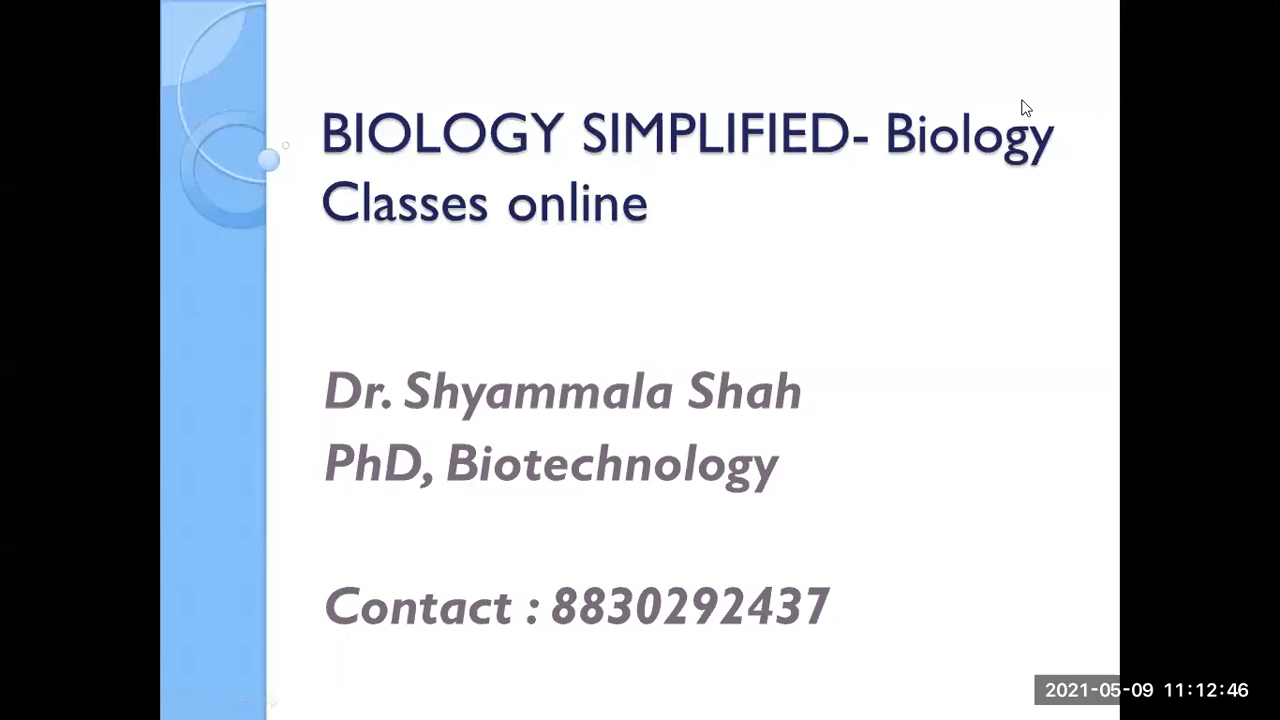 BIOLOGY SIMPLIFIED- Biology
Classes online
Dr. Shyammala Shah
PhD, Biotechnology
Contact : 8830292437
2021-05-09 11:12:46